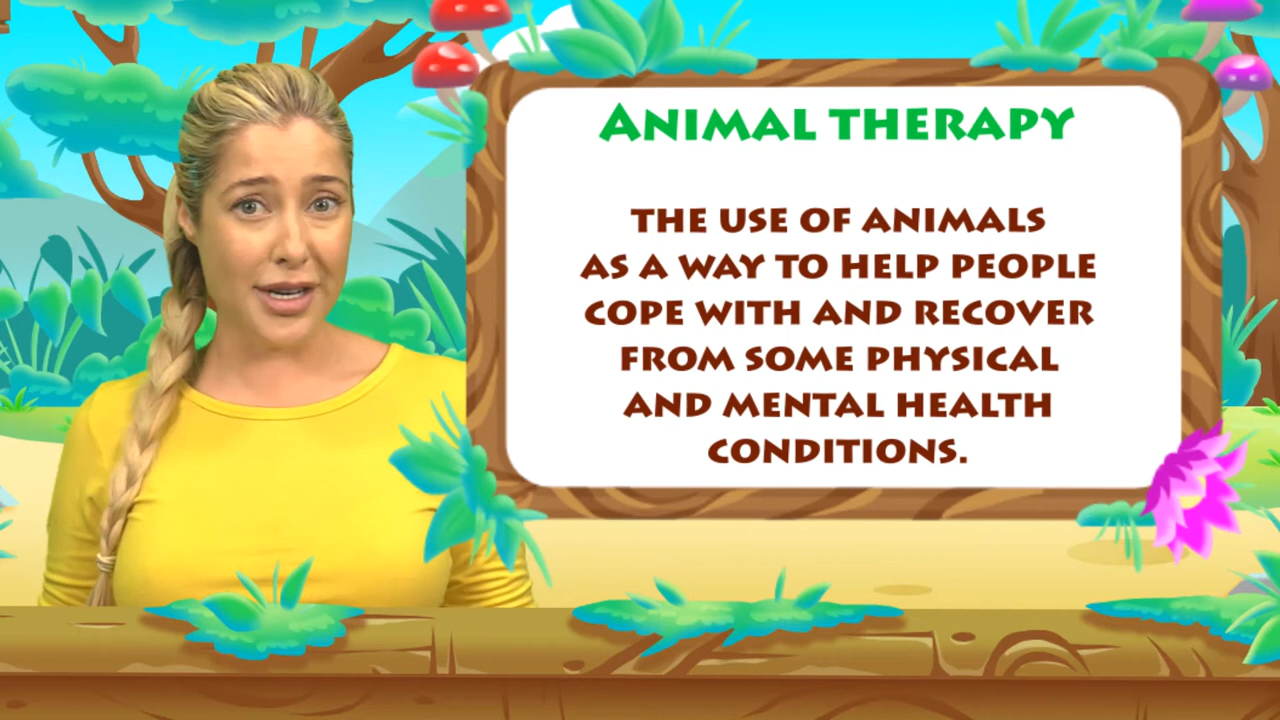 ANIMAL THERAPY
THE USE OF ANIMALS
AS A WAY TO HELP PEOPLE
COPE WITH AND RECOVER
FROM SOME PHYSICAL
AND MENTAL HEALTH
CONDITIONS.